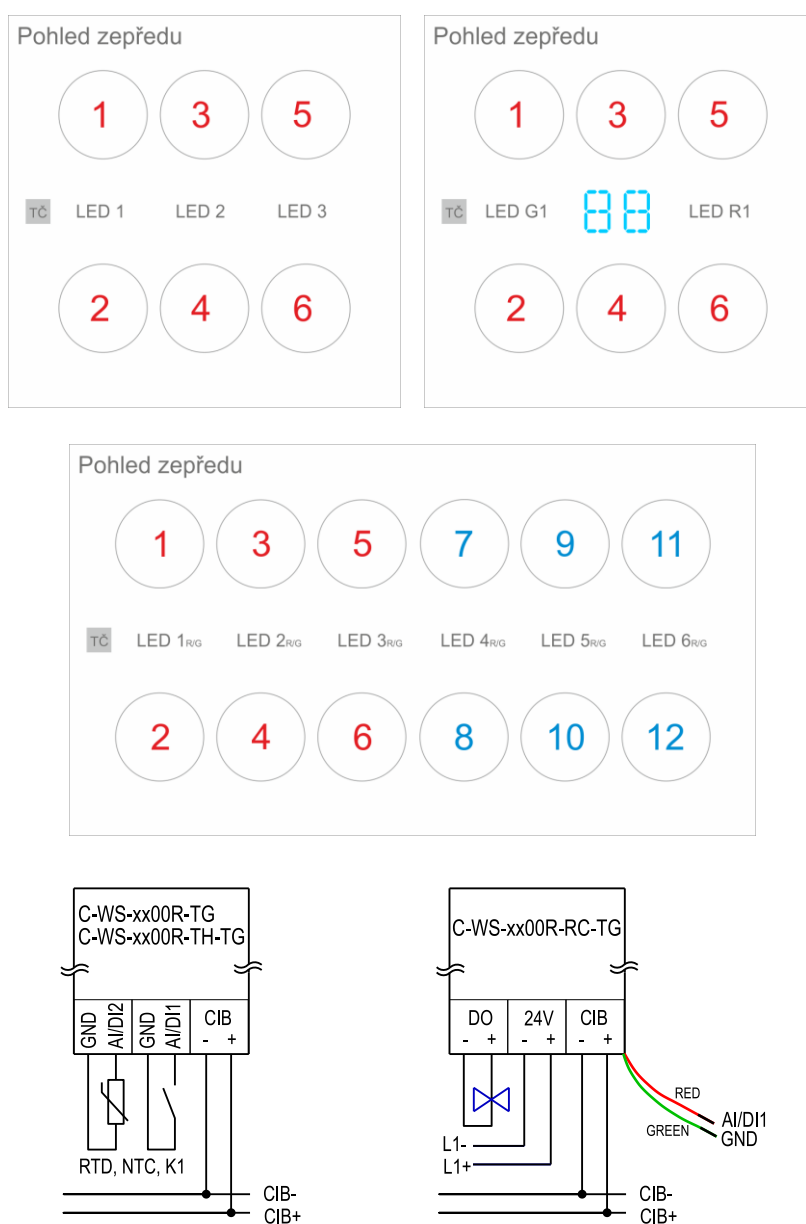 Pohled zepředu
1 3 5
TČ LED 1 LED 2 LED 3
2 4 6
Pohled zepředu
1 3 5
TČ LED G1 88 LED R1
2 4 6
Pohled zepředu
1 3 5 7 9 11
TČ LED 1R/G LED 2R/G LED 3R/G LED 4R/G LED 5R/G LED 6R/G
2 4 6 8 10 12
C-WS-xx00R-TG
C-WS-xx00R-TH-TG
GND AI/DI2 GND AI/DI1 CIB
- +
RTD, NTC, K1
CIB-
CIB+
C-WS-xx00R-RC-TG
DO 24V CIB
- + - + - +
RED
GREEN
AI/DI1
GND
L1-
L1+
CIB-
CIB+